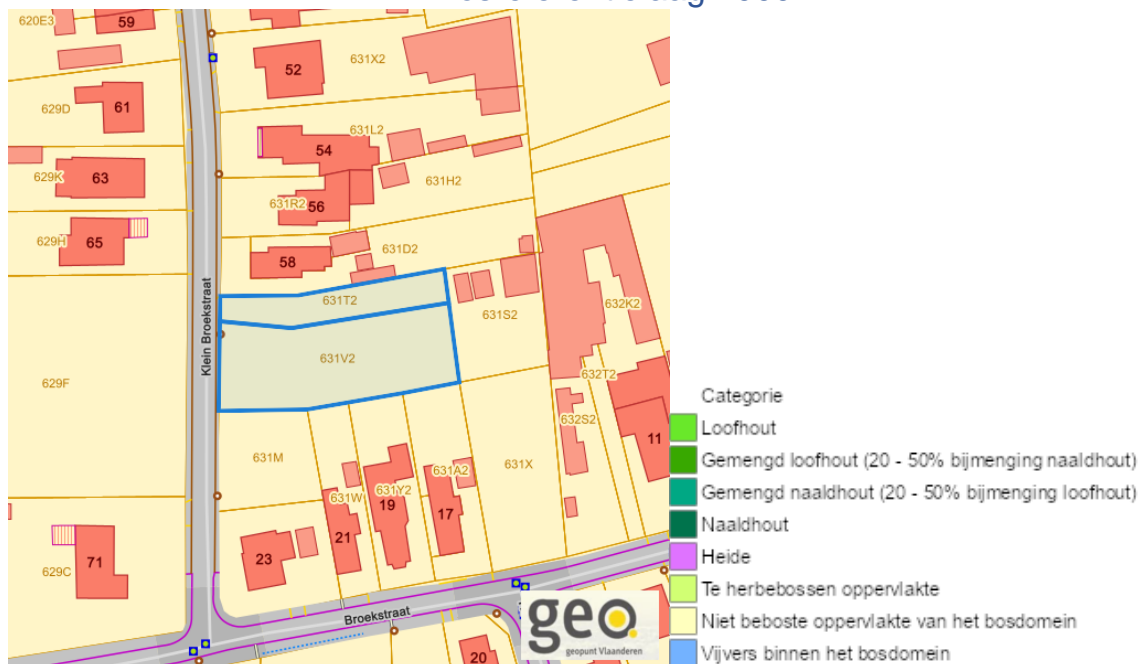 620E3
59
52
631X2
629D
61
631L2
54
629K
63
631H2
631R2
56
629H
65
631D2
58
631T2
631S2
632K2
Klein Broekstraat
631V2
629F
632T2
632S2
11
631M
631A2
631X
631W
631Y2
19
17
21
23
629C
71
Broekstraat
20
geo.
geopunt Vlaanderen
Categorie
Loofhout
Gemengd loofhout (20 - 50% bijmenging naaldhout)
Gemengd naaldhout (20 - 50% bijmenging loofhout)
Naaldhout
Heide
Te herbebossen oppervlakte
Niet beboste oppervlakte van het bosdomein
Vijvers binnen het bosdomein